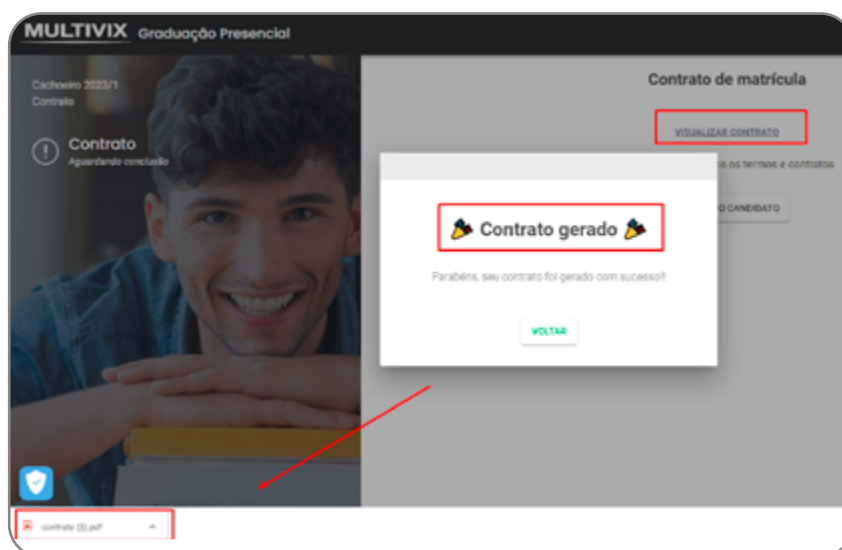 MULTIVIX Graduação Presencial
Cachoeiro 2023/1
Contrato
Contrato
Aguardando conclusão
Contrato de matrícula
VISUALIZAR CONTRATO
os termos e contratos
O CANDIDATO
Contrato gerado
Parabéns, seu contrato foi gerado com sucesso!!
VOLTAR
contrato (3).pdf